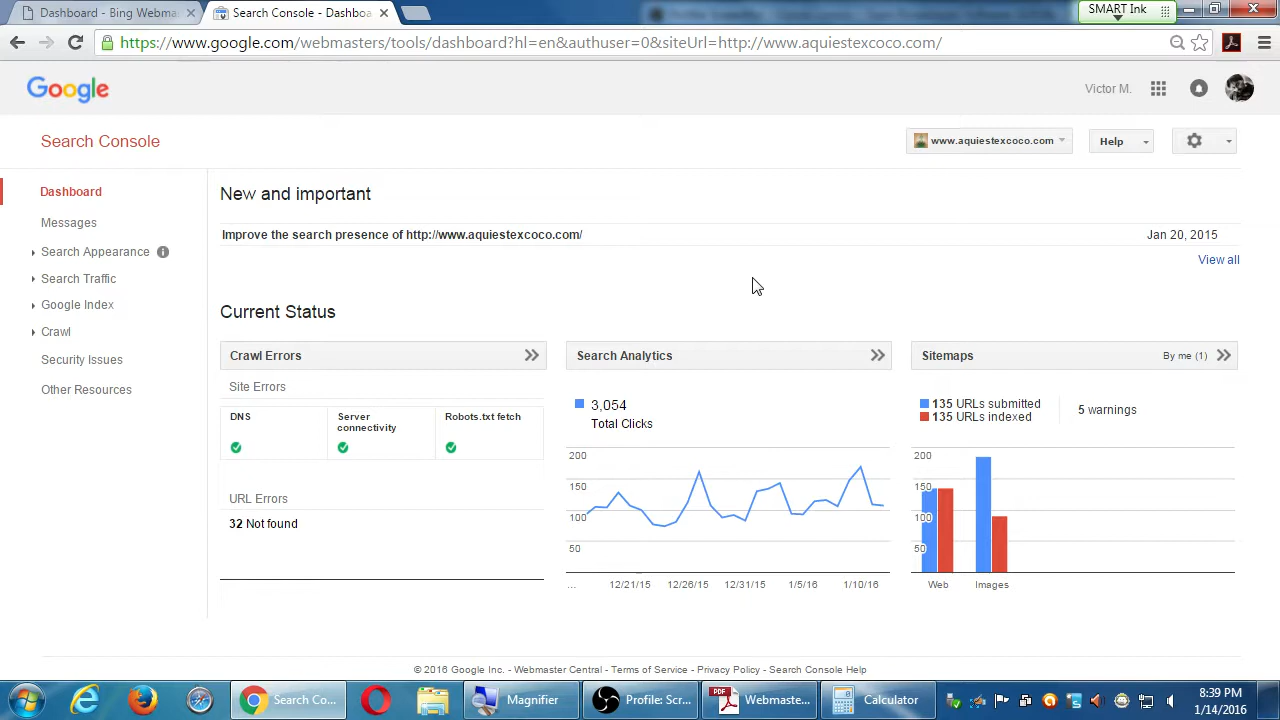 Dashboard - Bing Webma
Search Console - Dashboa
SMART Ink
https://www.google.com/webmasters/tools/dashboard?hl=en&authuser=0&siteUrl=http://www.aquiestexcoco.com/
Google
Victor M.
Search Console
www.aquiestexcoco.com
Help
Dashboard
Messages
Search Appearance
Search Traffic
Google Index
Crawl
Security Issues
Other Resources
New and important
Improve the search presence of http://www.aquiestexcoco.com/
Jan 20, 2015
View all
Current Status
Crawl Errors
Site Errors
DNS
Server
connectivity
Robots.txt fetch
URL Errors
32 Not found
Search Analytics
3,054
Total Clicks
200
150
100
50
...
12/21/15
12/26/15
12/31/15
1/5/16
1/10/16
Sitemaps
By me (1)
135 URLs submitted
135 URLs indexed
5 warnings
200
150
100
50
Web
Images
© 2016 Google Inc. - Webmaster Central - Terms of Service - Privacy Policy - Search Console Help
Search Co...
Magnifier
Profile: Scr...
PDF
Webmaste...
Calculator
8:39 PM
1/14/2016